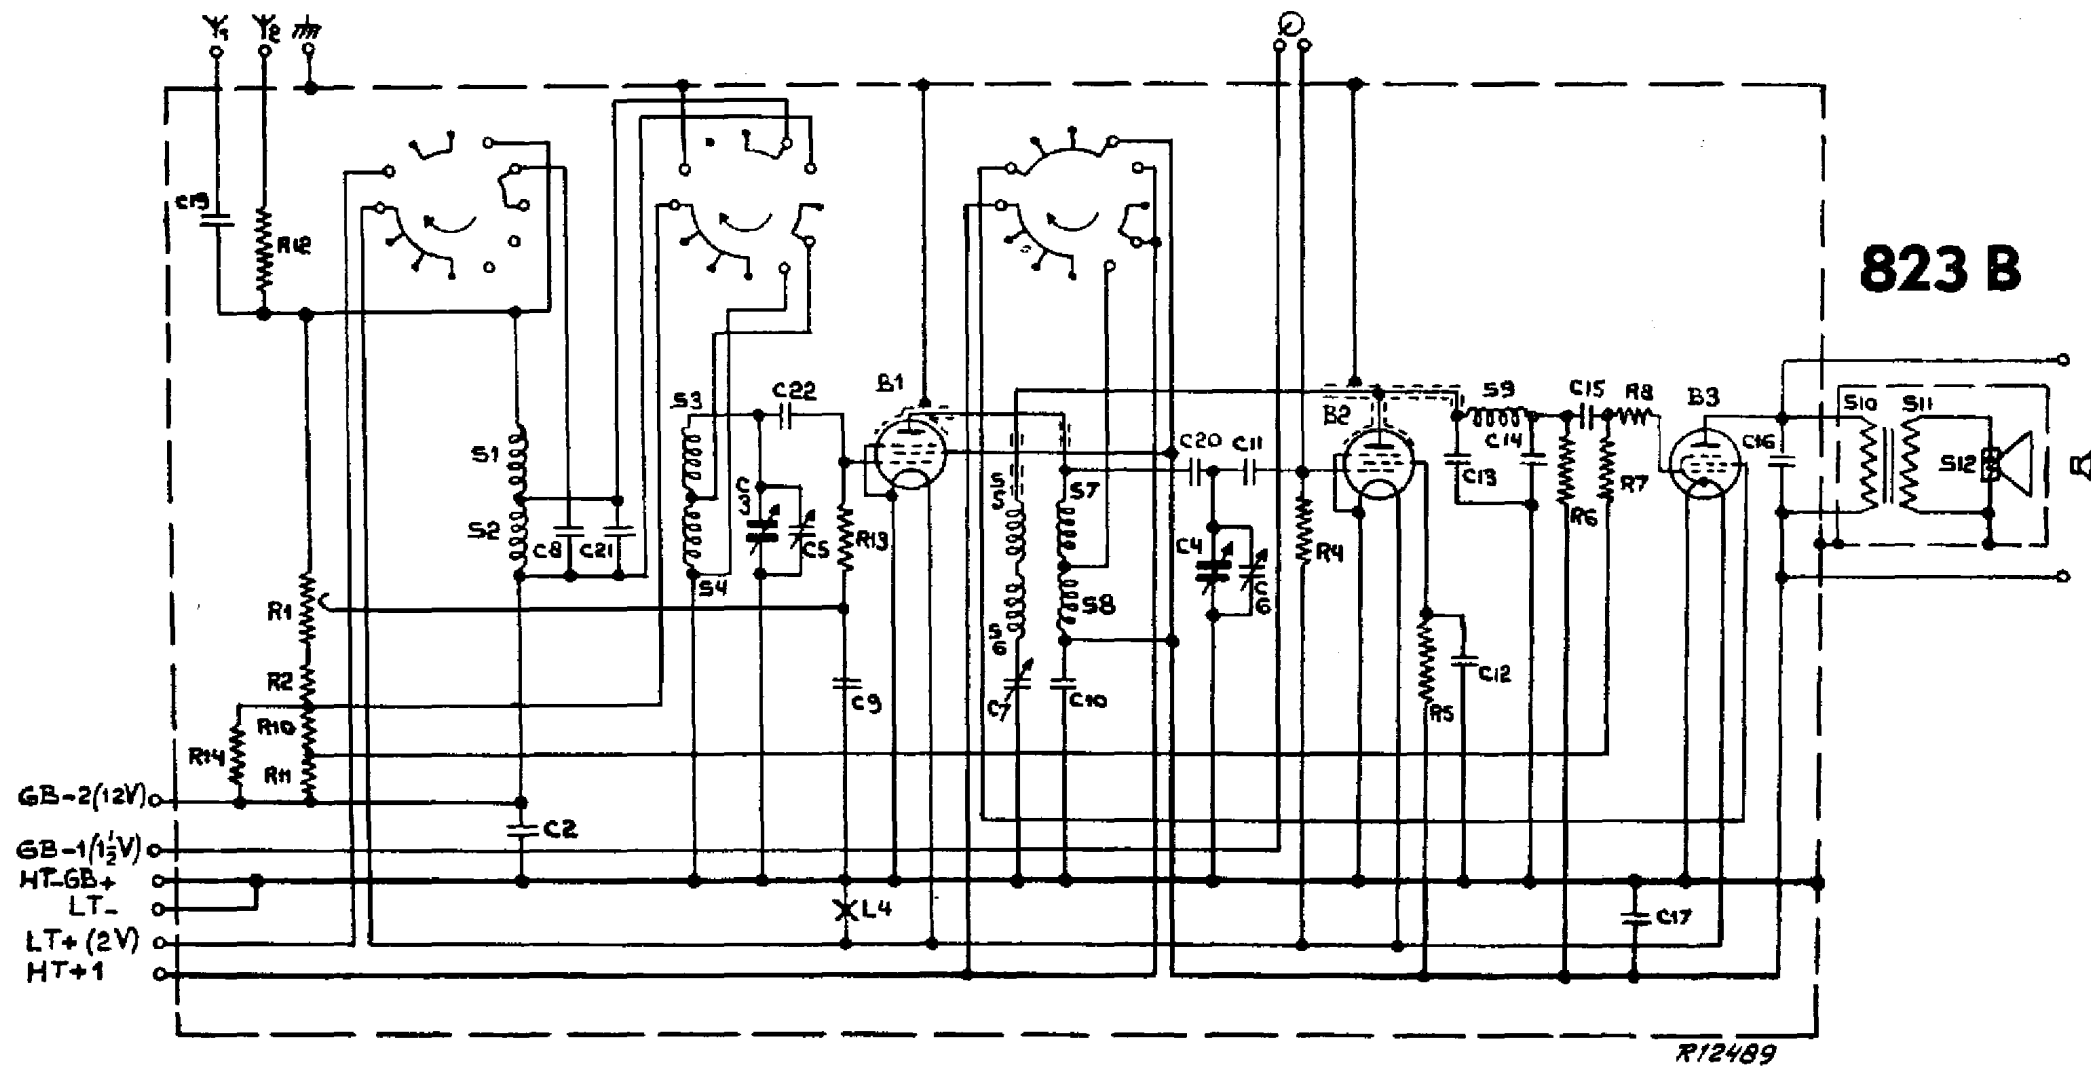 1 2
C19
R12
823 B
S1
S2
C8 C21
S3
S4
C22
C3
C5
R13
B1
C9
L4
R1
R2
R10
R11
R14
S5
S6
C7
S7
S8
C10
C20 C11
C4
C6
R4
B2
R5
C12
S9
C13
C14
C15
R8
R6
R7
B3
C16
S10
S11
S12
C2
C17
GB-2(12V)
GB-1(1½V)
HT-GB+
LT-
LT+(2V)
HT+1
R12489